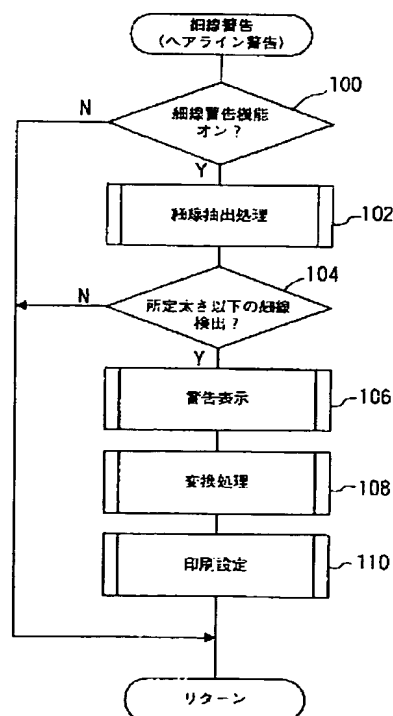 細線警告
(ヘアライン警告)
100
N
細線警告機能
オン?
Y
細線抽出処理
102
104
N
所定太さ以下の細線
検出?
Y
警告表示
106
変換処理
108
印刷設定
110
リターン